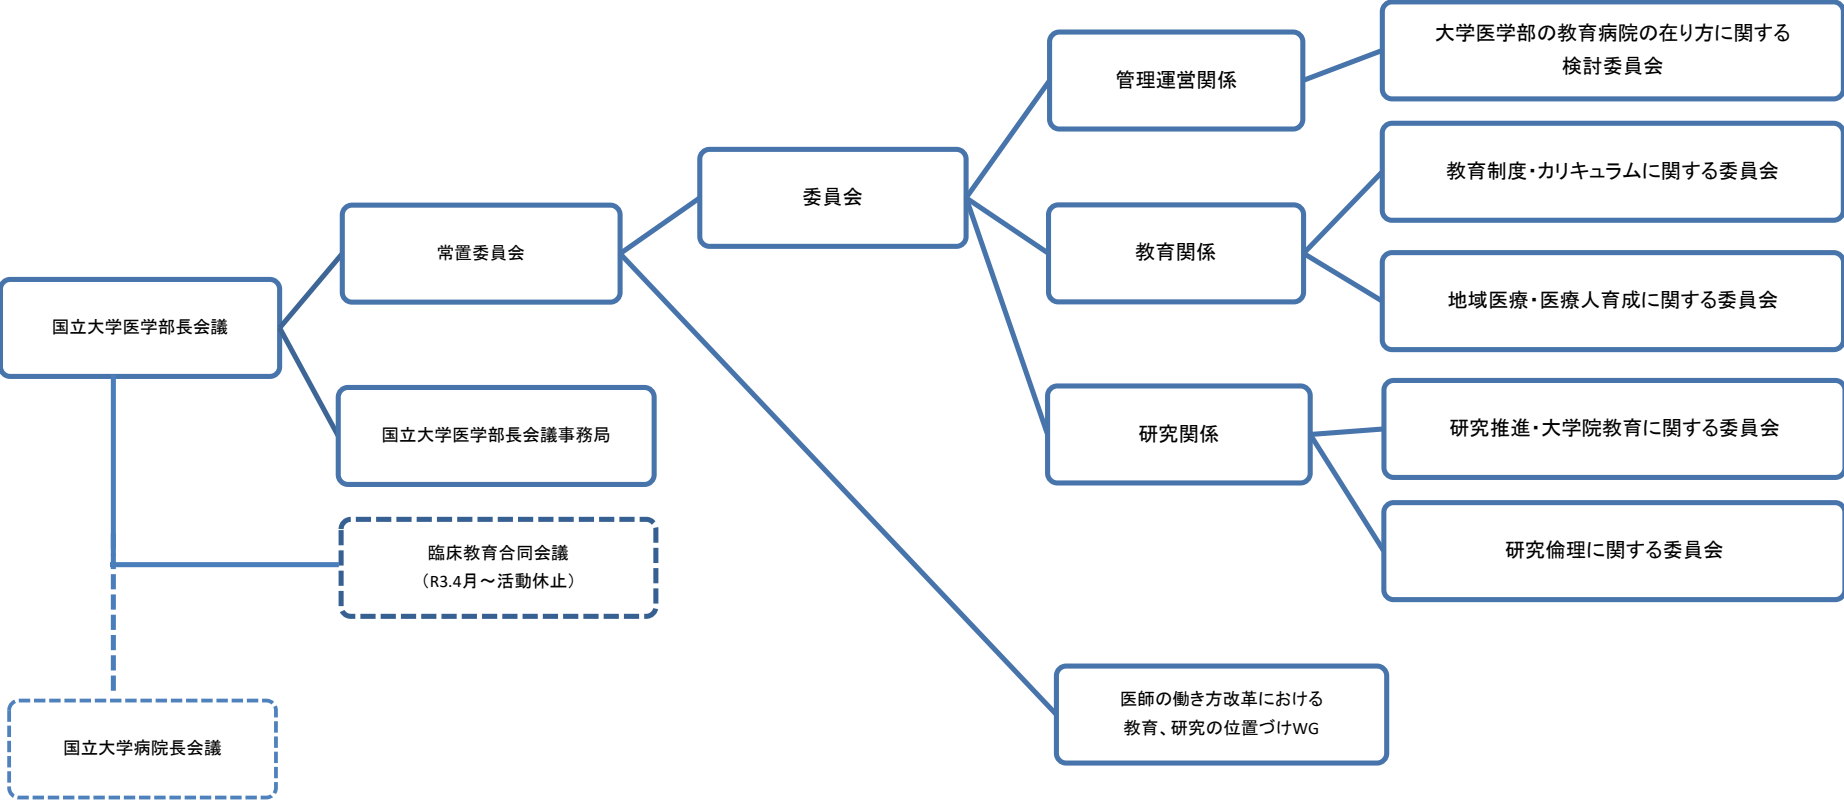 国立大学医学部長会議
常置委員会
国立大学医学部長会議事務局
臨床教育合同会議
（R3.4月～活動休止）
国立大学病院長会議
委員会
管理運営関係
教育関係
研究関係
医師の働き方改革における
教育、研究の位置づけWG
大学医学部の教育病院の在り方に関する
検討委員会
教育制度・カリキュラムに関する委員会
地域医療・医療人育成に関する委員会
研究推進・大学院教育に関する委員会
研究倫理に関する委員会